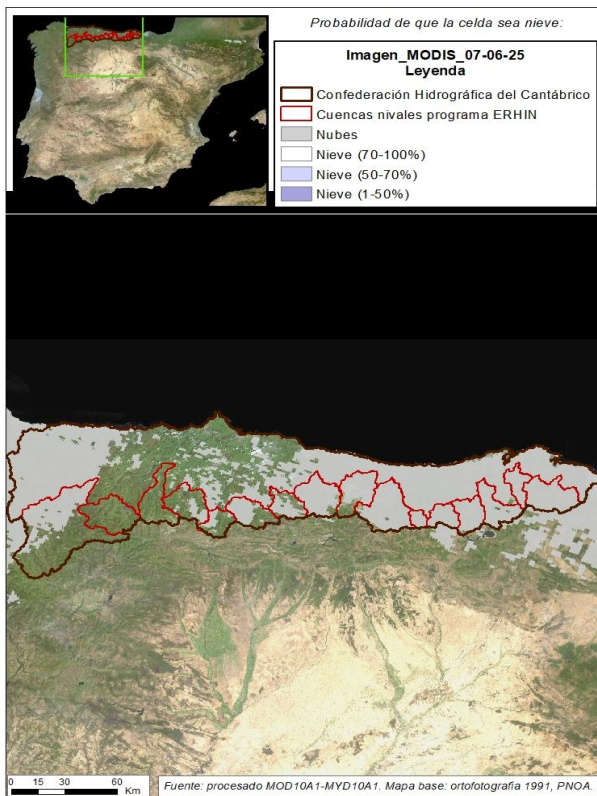 Probabilidad de que la celda sea nieve:
Imagen_MODIS_07-06-25
Leyenda
Confederación Hidrográfica del Cantábrico
Cuencas nivales programa ERHIN
Nubes
Nieve (70-100%)
Nieve (50-70%)
Nieve (1-50%)
0 15 30 60
Km
Fuente: procesado MOD10A1-MYD10A1. Mapa base: ortofotografia 1991, PNOA.